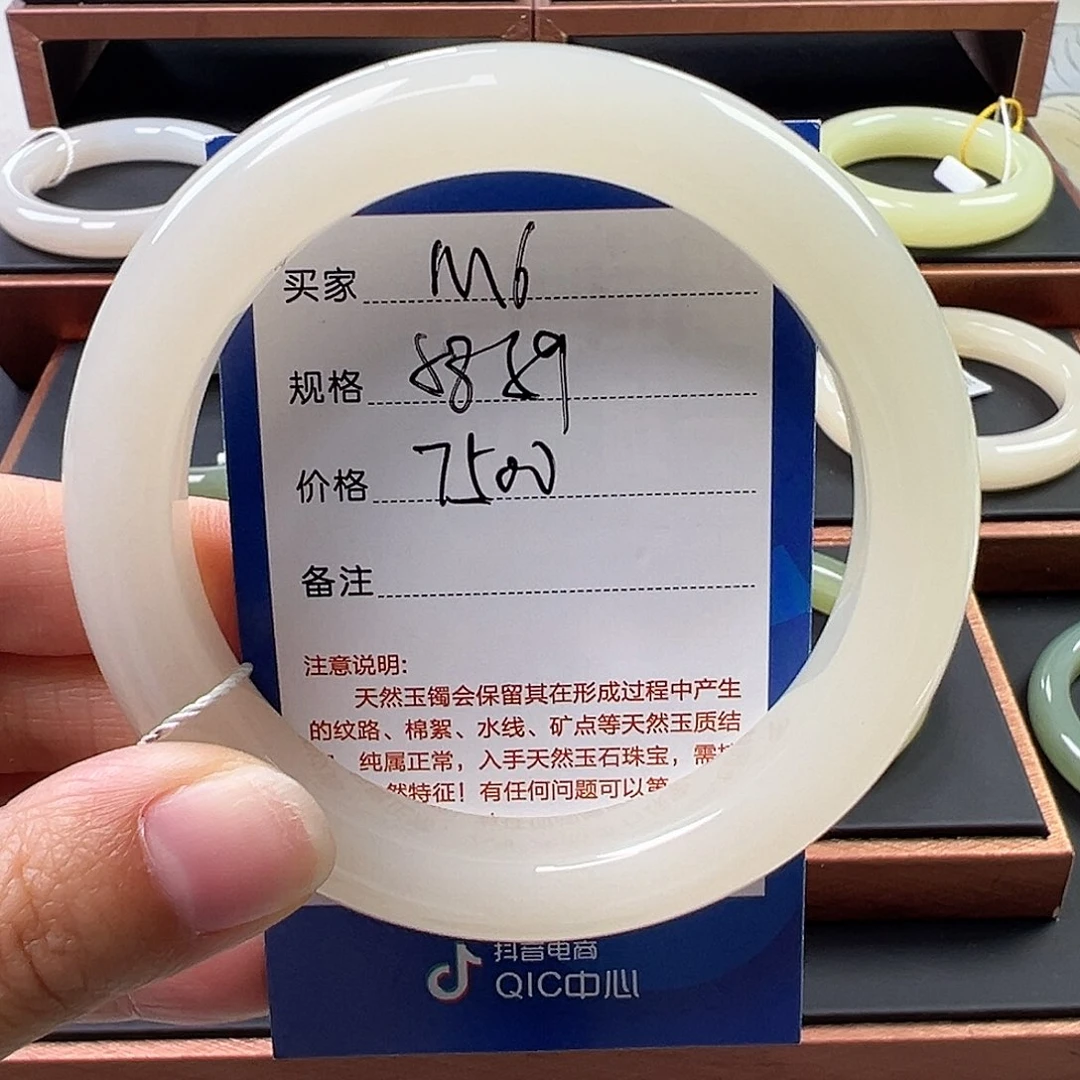 买家 M6
规格
价格 7500
备注
注意说明:
天然玉镯会保留其在形成过程中产生
的纹路、棉絮、水线、矿点等天然玉质结
纯属正常，入手天然玉石珠宝，需
然特征！有任何问题可以第
抖音电商
QIC中心